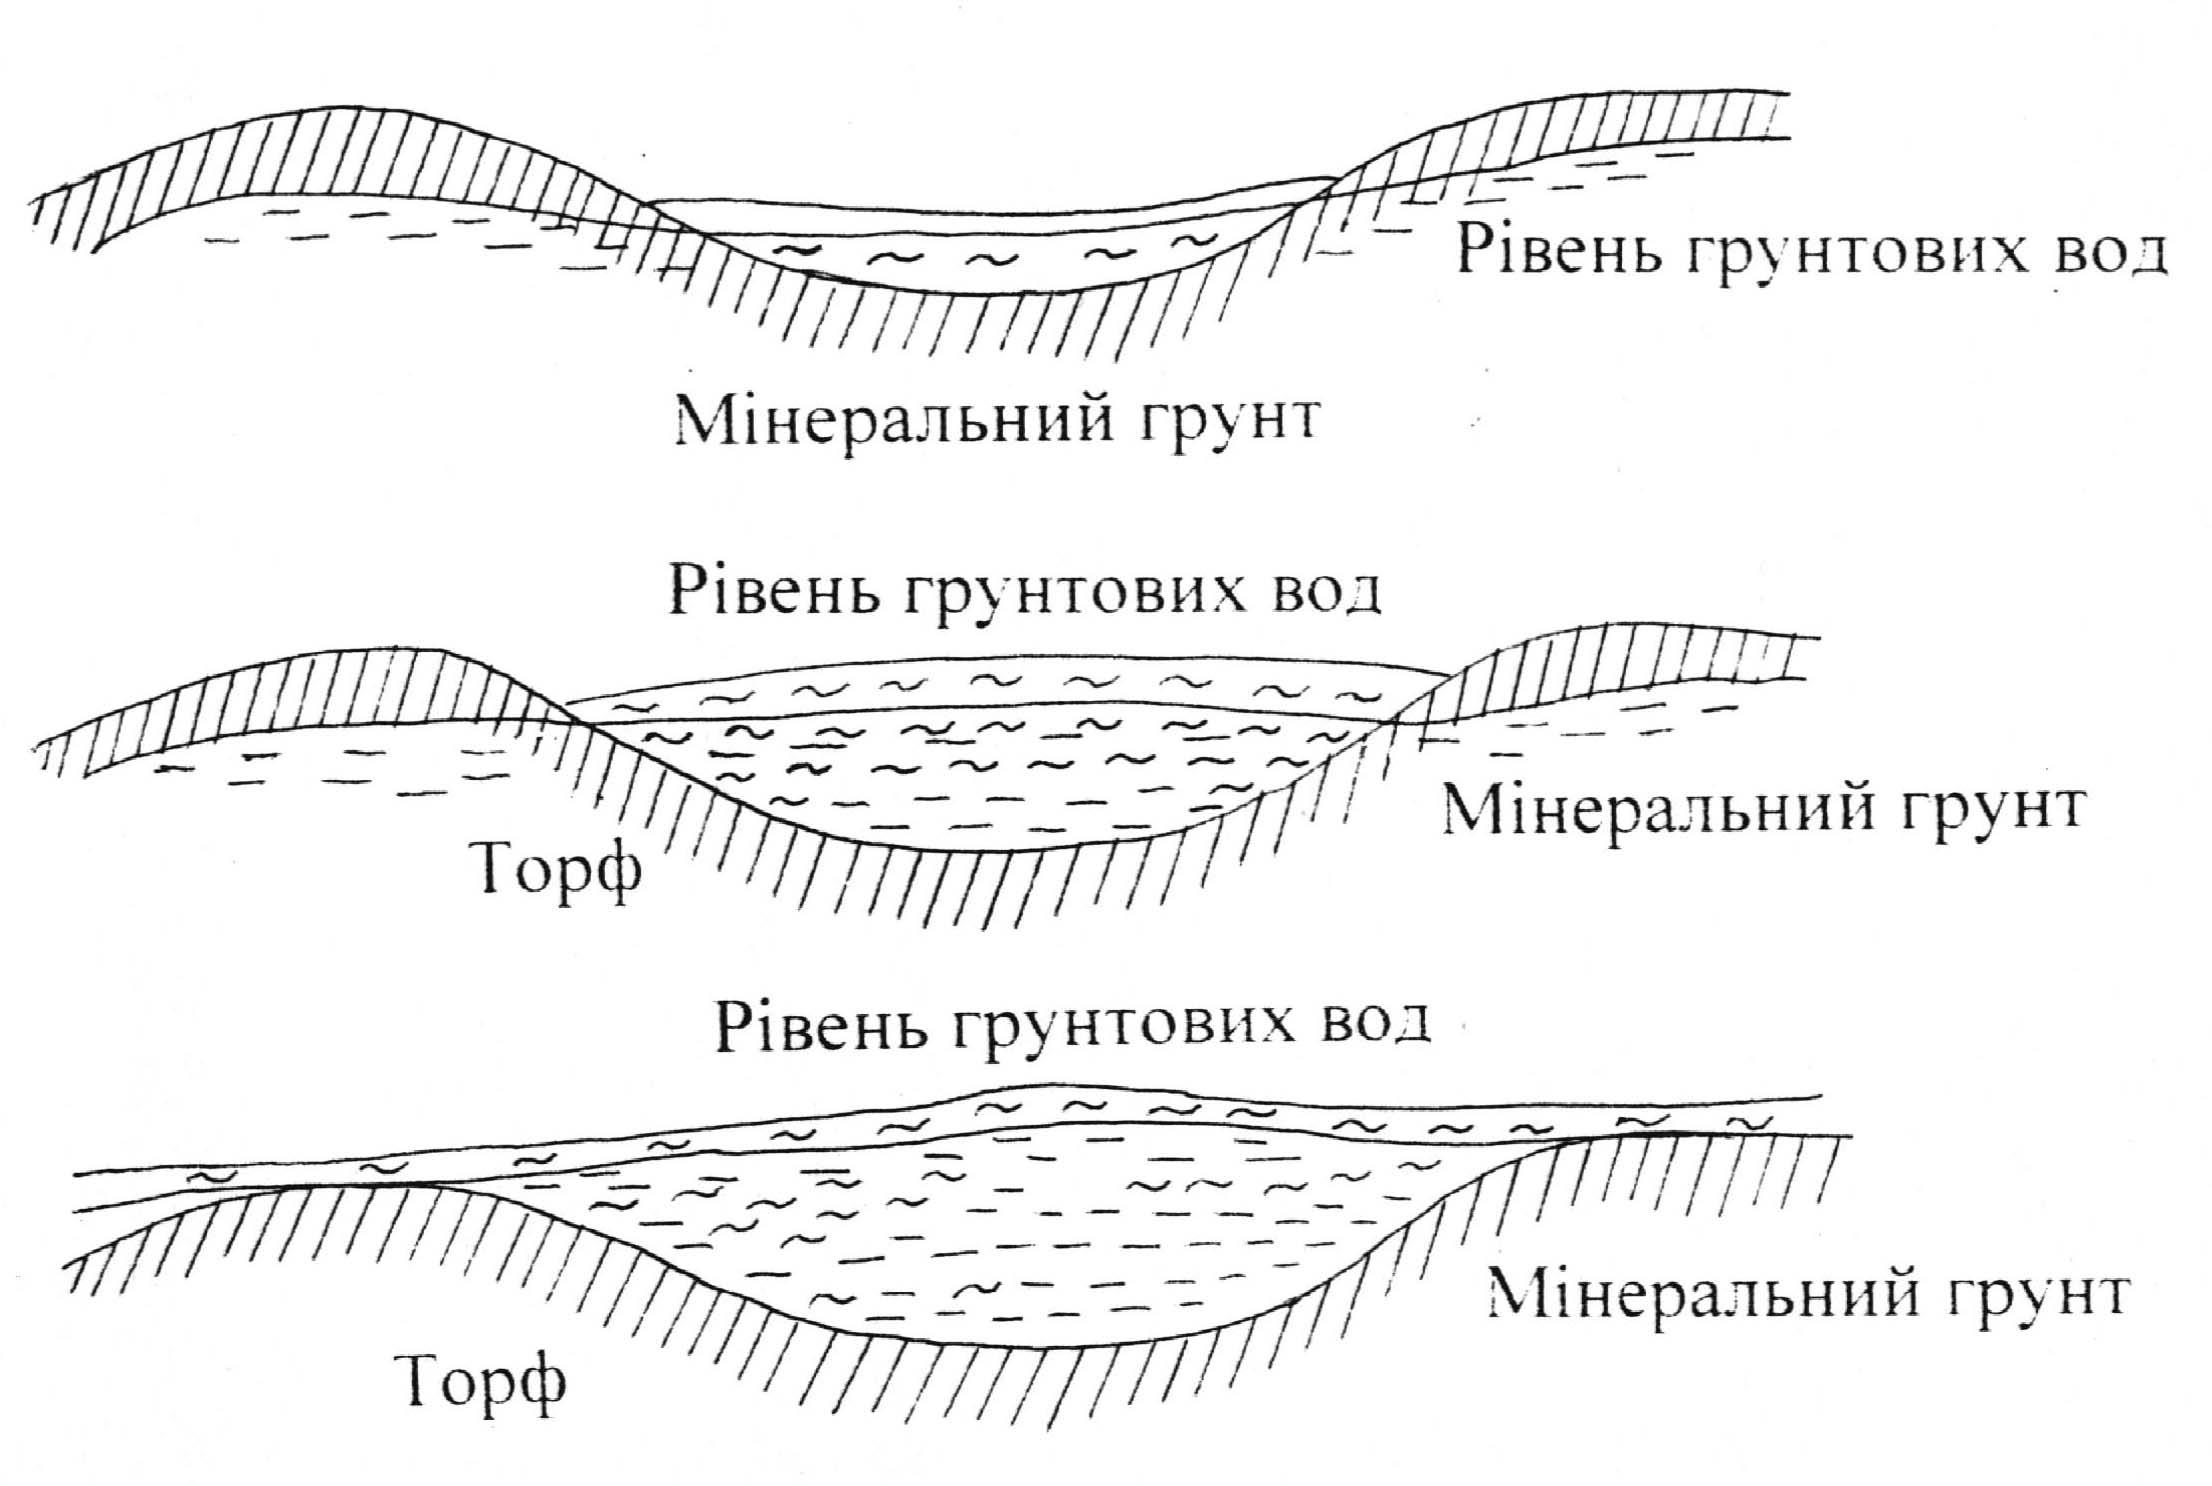 Рівень грунтових вод
Мінеральний грунт
Рівень грунтових вод
Мінеральний грунт
Торф
Рівень грунтових вод
Мінеральний грунт
Торф